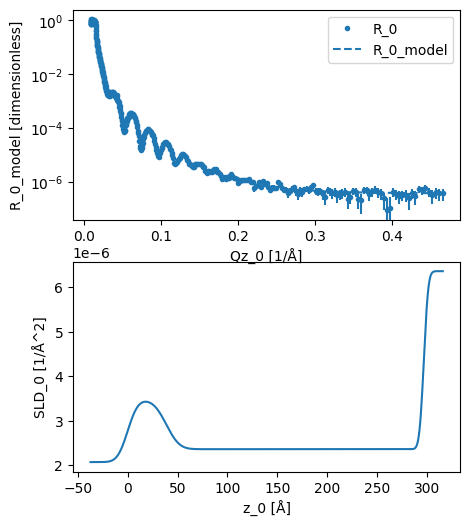 R_0_model [dimensionless]
10⁰
10⁻²
10⁻⁴
10⁻⁶
R_0
R_0_model
0.0 0.1 0.2 0.3 0.4
Qz_0 [1/Å]
1e−6
SLD_0 [1/Å^2]
6
5
4
3
2
−50 0 50 100 150 200 250 300
z_0 [Å]